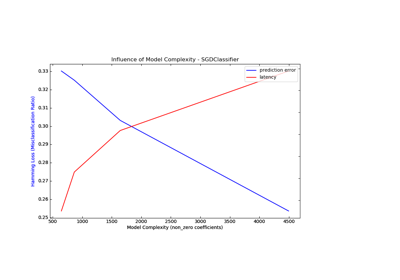 Influence of Model Complexity - SGDClassifier
prediction error
latency
0.33
0.32
0.31
0.30
0.29
0.28
0.27
0.26
0.25
Hamming Loss (Misclassification Ratio)
500 1000 1500 2000 2500 3000 3500 4000 4500
Model Complexity (non_zero coefficients)